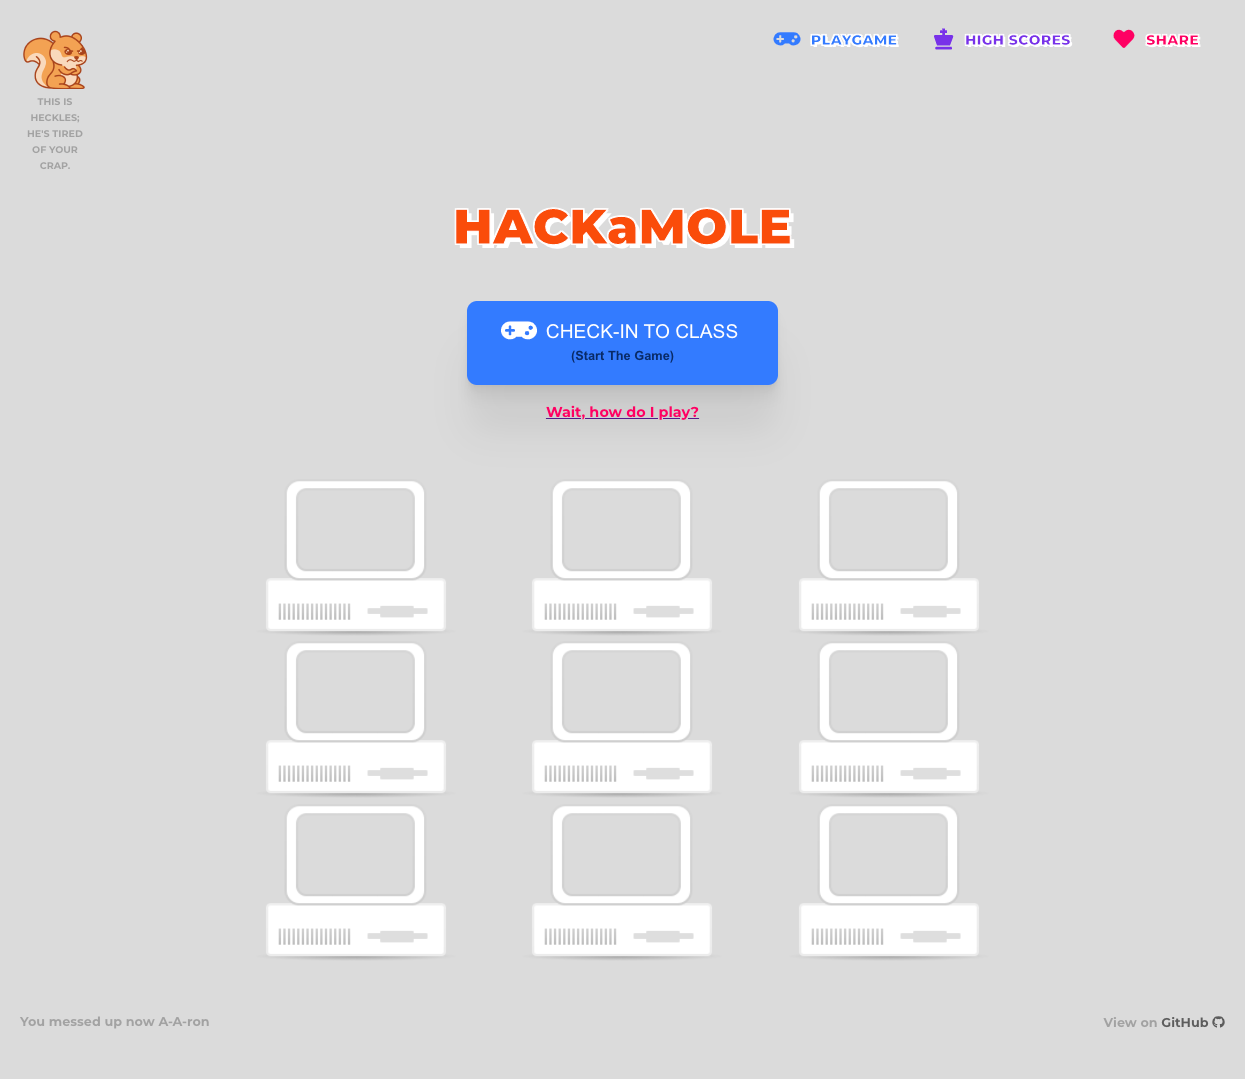 PLAYGAME
HIGH SCORES
SHARE
THIS IS
HECKLES;
HE'S TIRED
OF YOUR
CRAP.
HACKaMOLE
CHECK-IN TO CLASS
(Start The Game)
Wait, how do I play?
You messed up now A-A-ron
View on GitHub